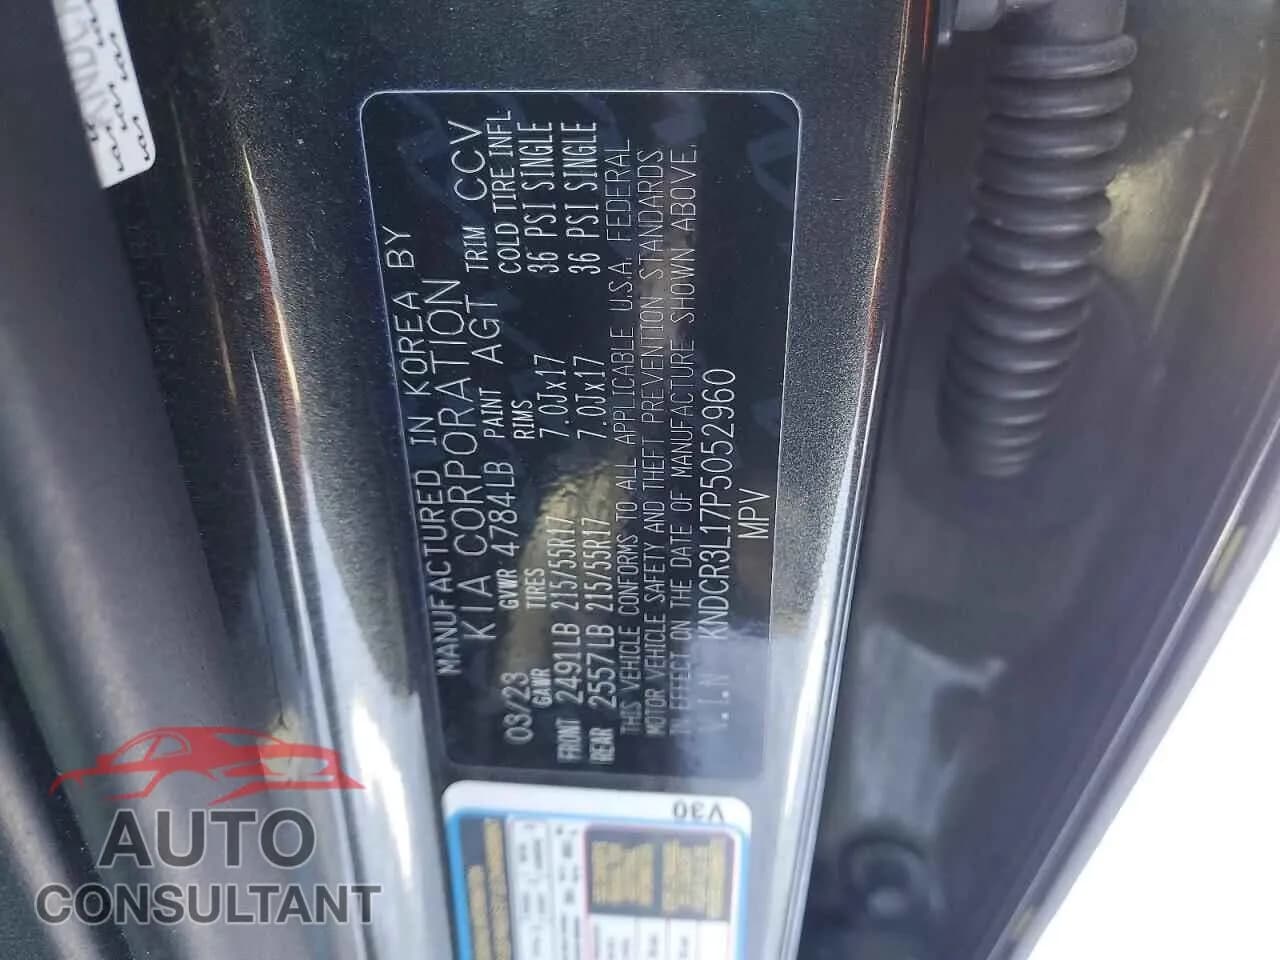 MANUFACTURED IN KOREA BY
KIA CORPORATION
03/23 GVWR 4784LB PAINT AGT TRIM CCV
GAWR TIRES RIMS COLD TIRE INFL
FRONT 2491LB 215/55R17 7.0Jx17 36 PSI SINGLE
REAR 2557LB 215/55R17 7.0Jx17 36 PSI SINGLE
THIS VEHICLE CONFORMS TO ALL APPLICABLE U.S.A. FEDERAL
MOTOR VEHICLE SAFETY AND THEFT PREVENTION STANDARDS
IN EFFECT ON THE DATE OF MANUFACTURE SHOWN ABOVE.
V.I.N KNDCR3L17P5052960
MPV
V30
AUTO
CONSULTANT